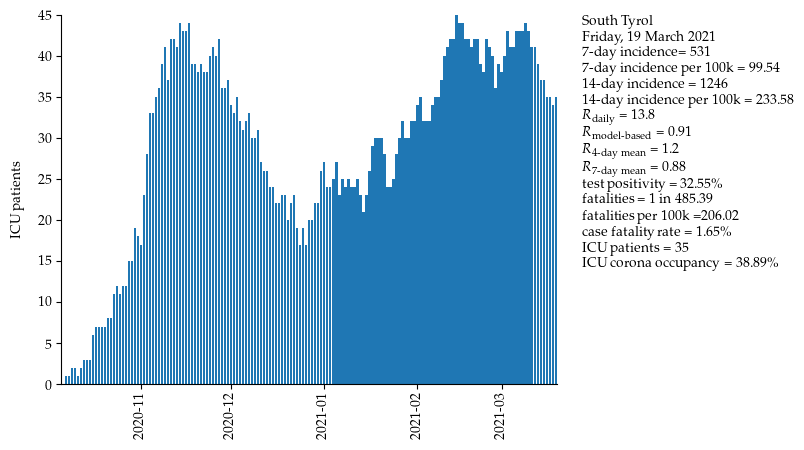 45
40
35
30
25
20
15
10
5
0
ICU patients
2020-11
2020-12
2021-01
2021-02
2021-03
South Tyrol
Friday, 19 March 2021
7-day incidence= 531
7-day incidence per 100k = 99.54
14-day incidence = 1246
14-day incidence per 100k = 233.58
R daily = 13.8
R model-based = 0.91
R 4-day mean = 1.2
R 7-day mean = 0.88
test positivity = 32.55%
fatalities = 1 in 485.39
fatalities per 100k =206.02
case fatality rate = 1.65%
ICU patients = 35
ICU corona occupancy = 38.89%